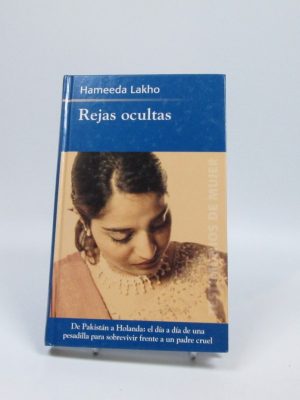 Hameeda Lakho
Rejas ocultas
TESTIMONIOS DE MUJER
De Pakistán a Holanda: el día a día de una
pesadilla para sobrevivir frente a un padre cruel